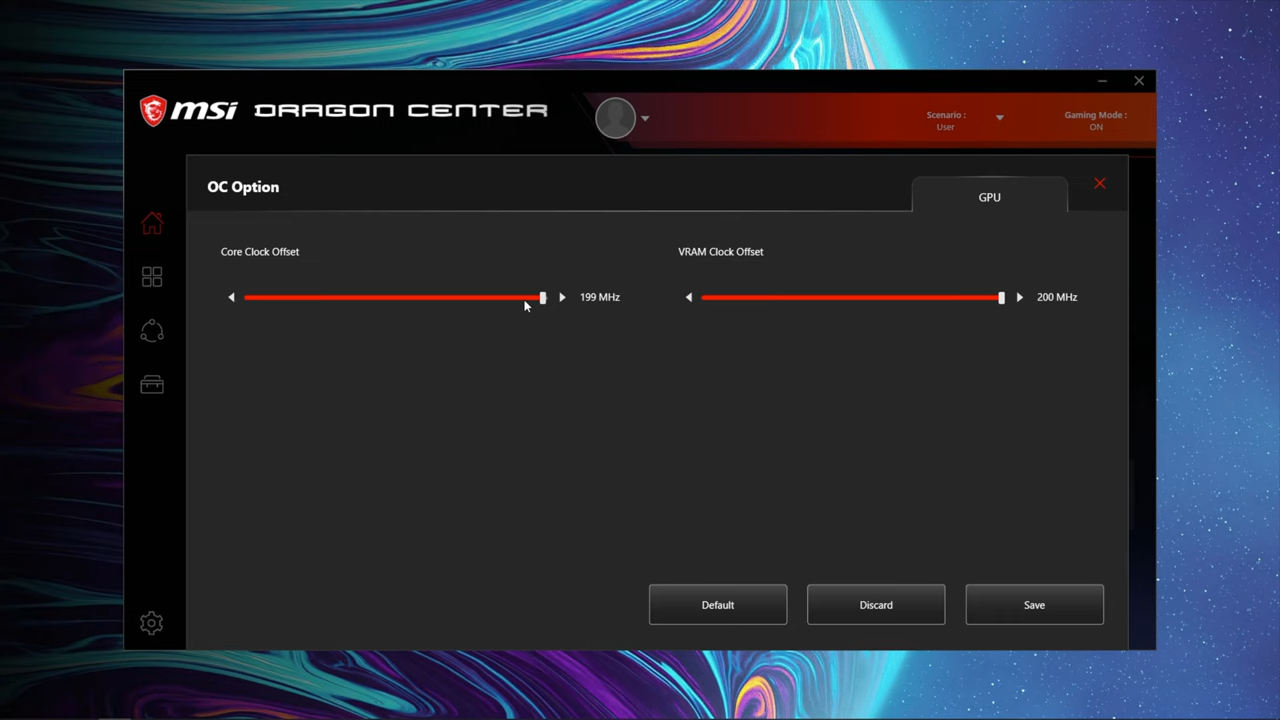 msi DRAGON CENTER
Scenario :
User
Gaming Mode :
ON
OC Option
GPU
Core Clock Offset
199 MHz
VRAM Clock Offset
200 MHz
Default
Discard
Save